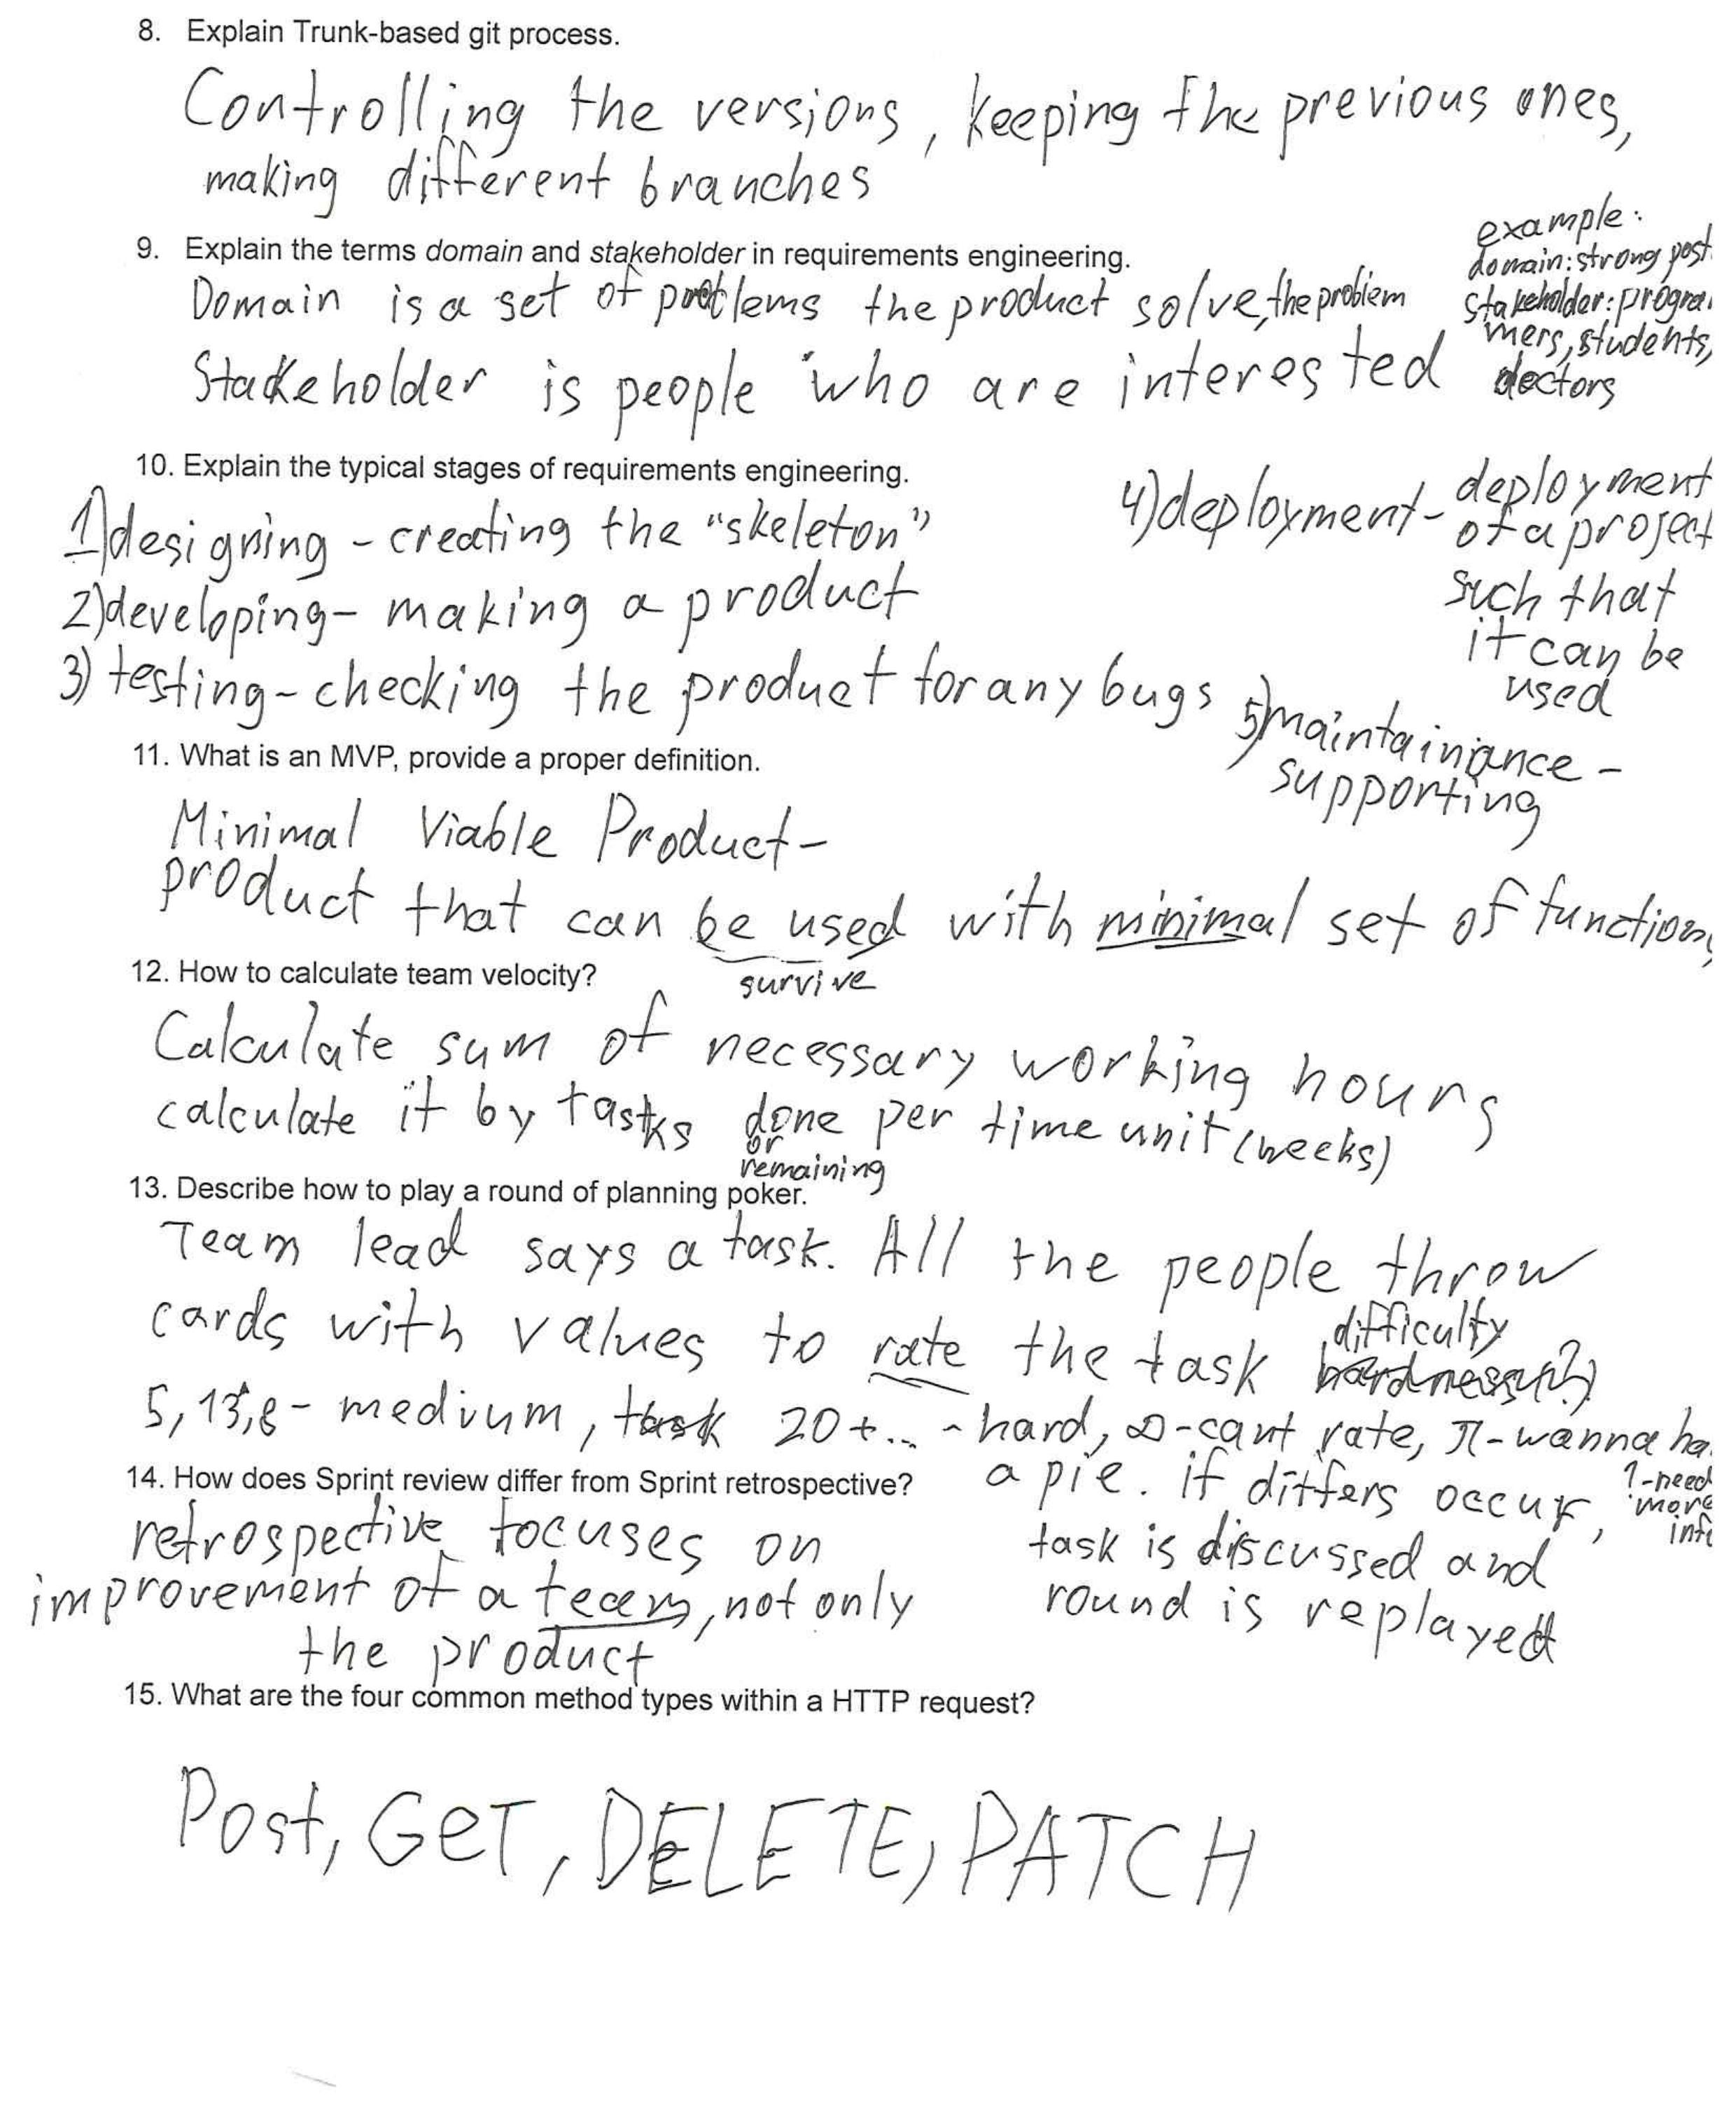 8. Explain Trunk-based git process.
Controlling the versions, keeping the previous ones,
making different branches
9. Explain the terms domain and stakeholder in requirements engineering.
Domain is a set of problems the product solve, the problem
Stakeholder is people who are interested
example:
domain: strong post
stakeholder: progra
mers, students,
doctors
10. Explain the typical stages of requirements engineering.
1) designing - creating the "skeleton"
2) developing - making a product
3) testing - checking the product for any bugs
4) deployment - deployment
of a project
such that
it can be
used
5) maintainance -
supporting
11. What is an MVP, provide a proper definition.
Minimal Viable Product -
product that can be used with minimal set of functions
survive
12. How to calculate team velocity?
Calculate sum of necessary working hours
calculate it by tasks done per time unit (weeks)
or
remaining
13. Describe how to play a round of planning poker.
Team lead says a task. All the people throw
cards with values to rate the task difficulty
5, 13, 8 - medium, task 20+... - hard, ∞ - cant rate, π - wanna ha
a pie. if differs occur,
?-need
more
inf
task is discussed and
round is replayed
14. How does Sprint review differ from Sprint retrospective?
retrospective focuses on
improvement of a team, not only
the product
15. What are the four common method types within a HTTP request?
Post, GET, DELETE, PATCH